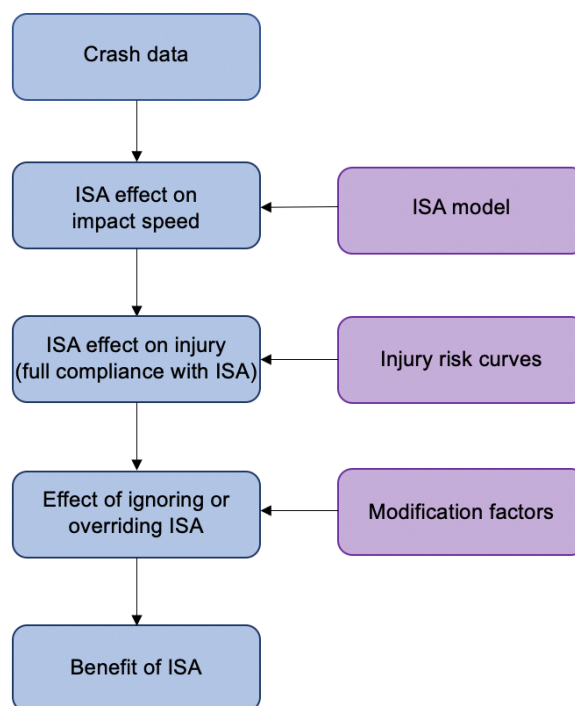 Crash data
ISA effect on
impact speed
ISA model
ISA effect on injury
(full compliance with ISA)
Injury risk curves
Effect of ignoring or
overriding ISA
Modification factors
Benefit of ISA